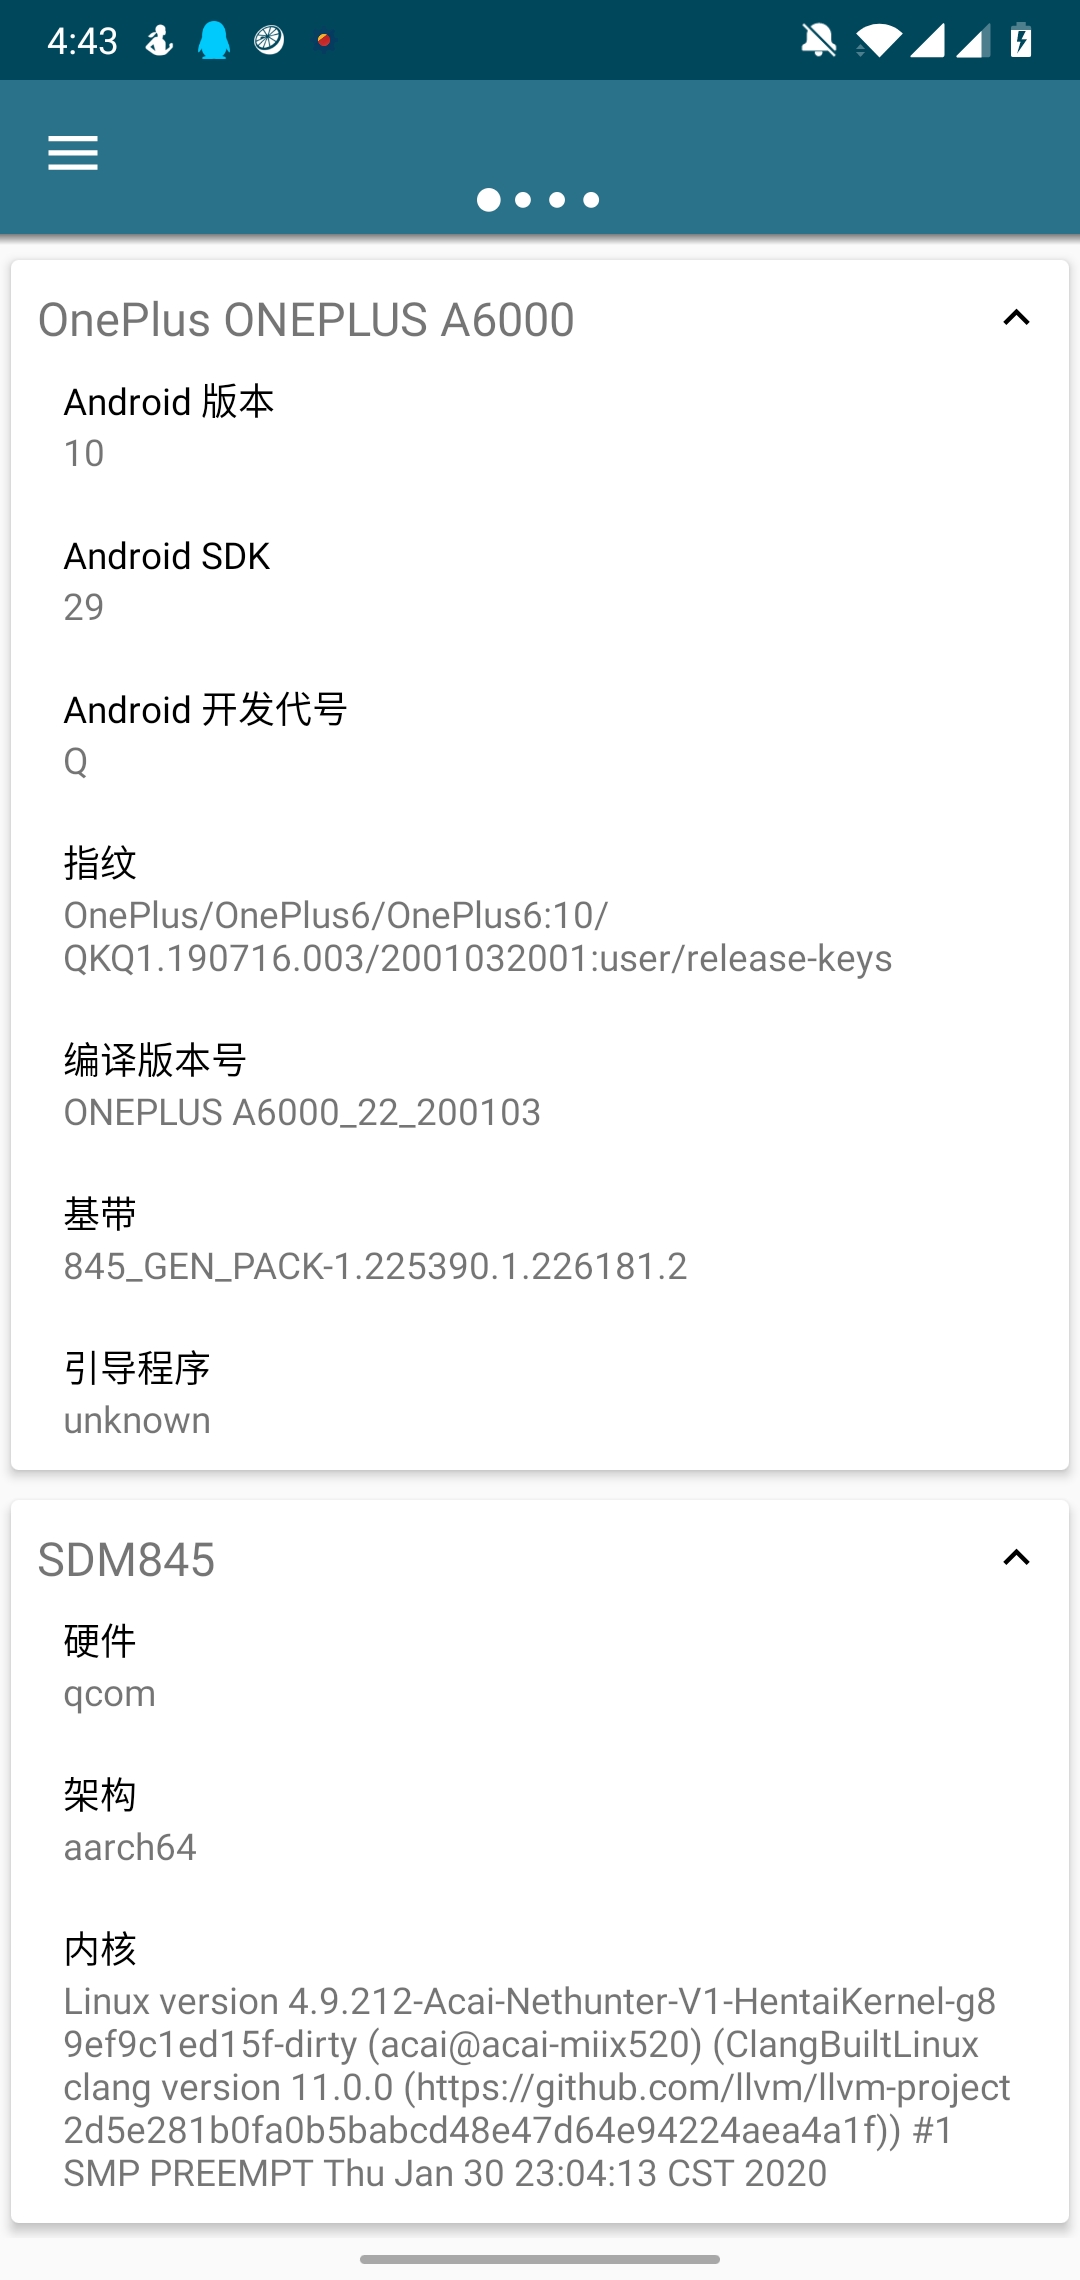 4:43
OnePlus ONEPLUS A6000
Android 版本
10
Android SDK
29
Android 开发代号
Q
指纹
OnePlus/OnePlus6/OnePlus6:10/
QKQ1.190716.003/2001032001:user/release-keys
编译版本号
ONEPLUS A6000_22_200103
基带
845_GEN_PACK-1.225390.1.226181.2
引导程序
unknown
SDM845
硬件
qcom
架构
aarch64
内核
Linux version 4.9.212-Acai-Nethunter-V1-HentaiKernel-g8
9ef9c1ed15f-dirty (acai@acai-miix520) (ClangBuiltLinux
clang version 11.0.0 (https://github.com/llvm/llvm-project
2d5e281b0fa0b5babcd48e47d64e94224aea4a1f)) #1
SMP PREEMPT Thu Jan 30 23:04:13 CST 2020